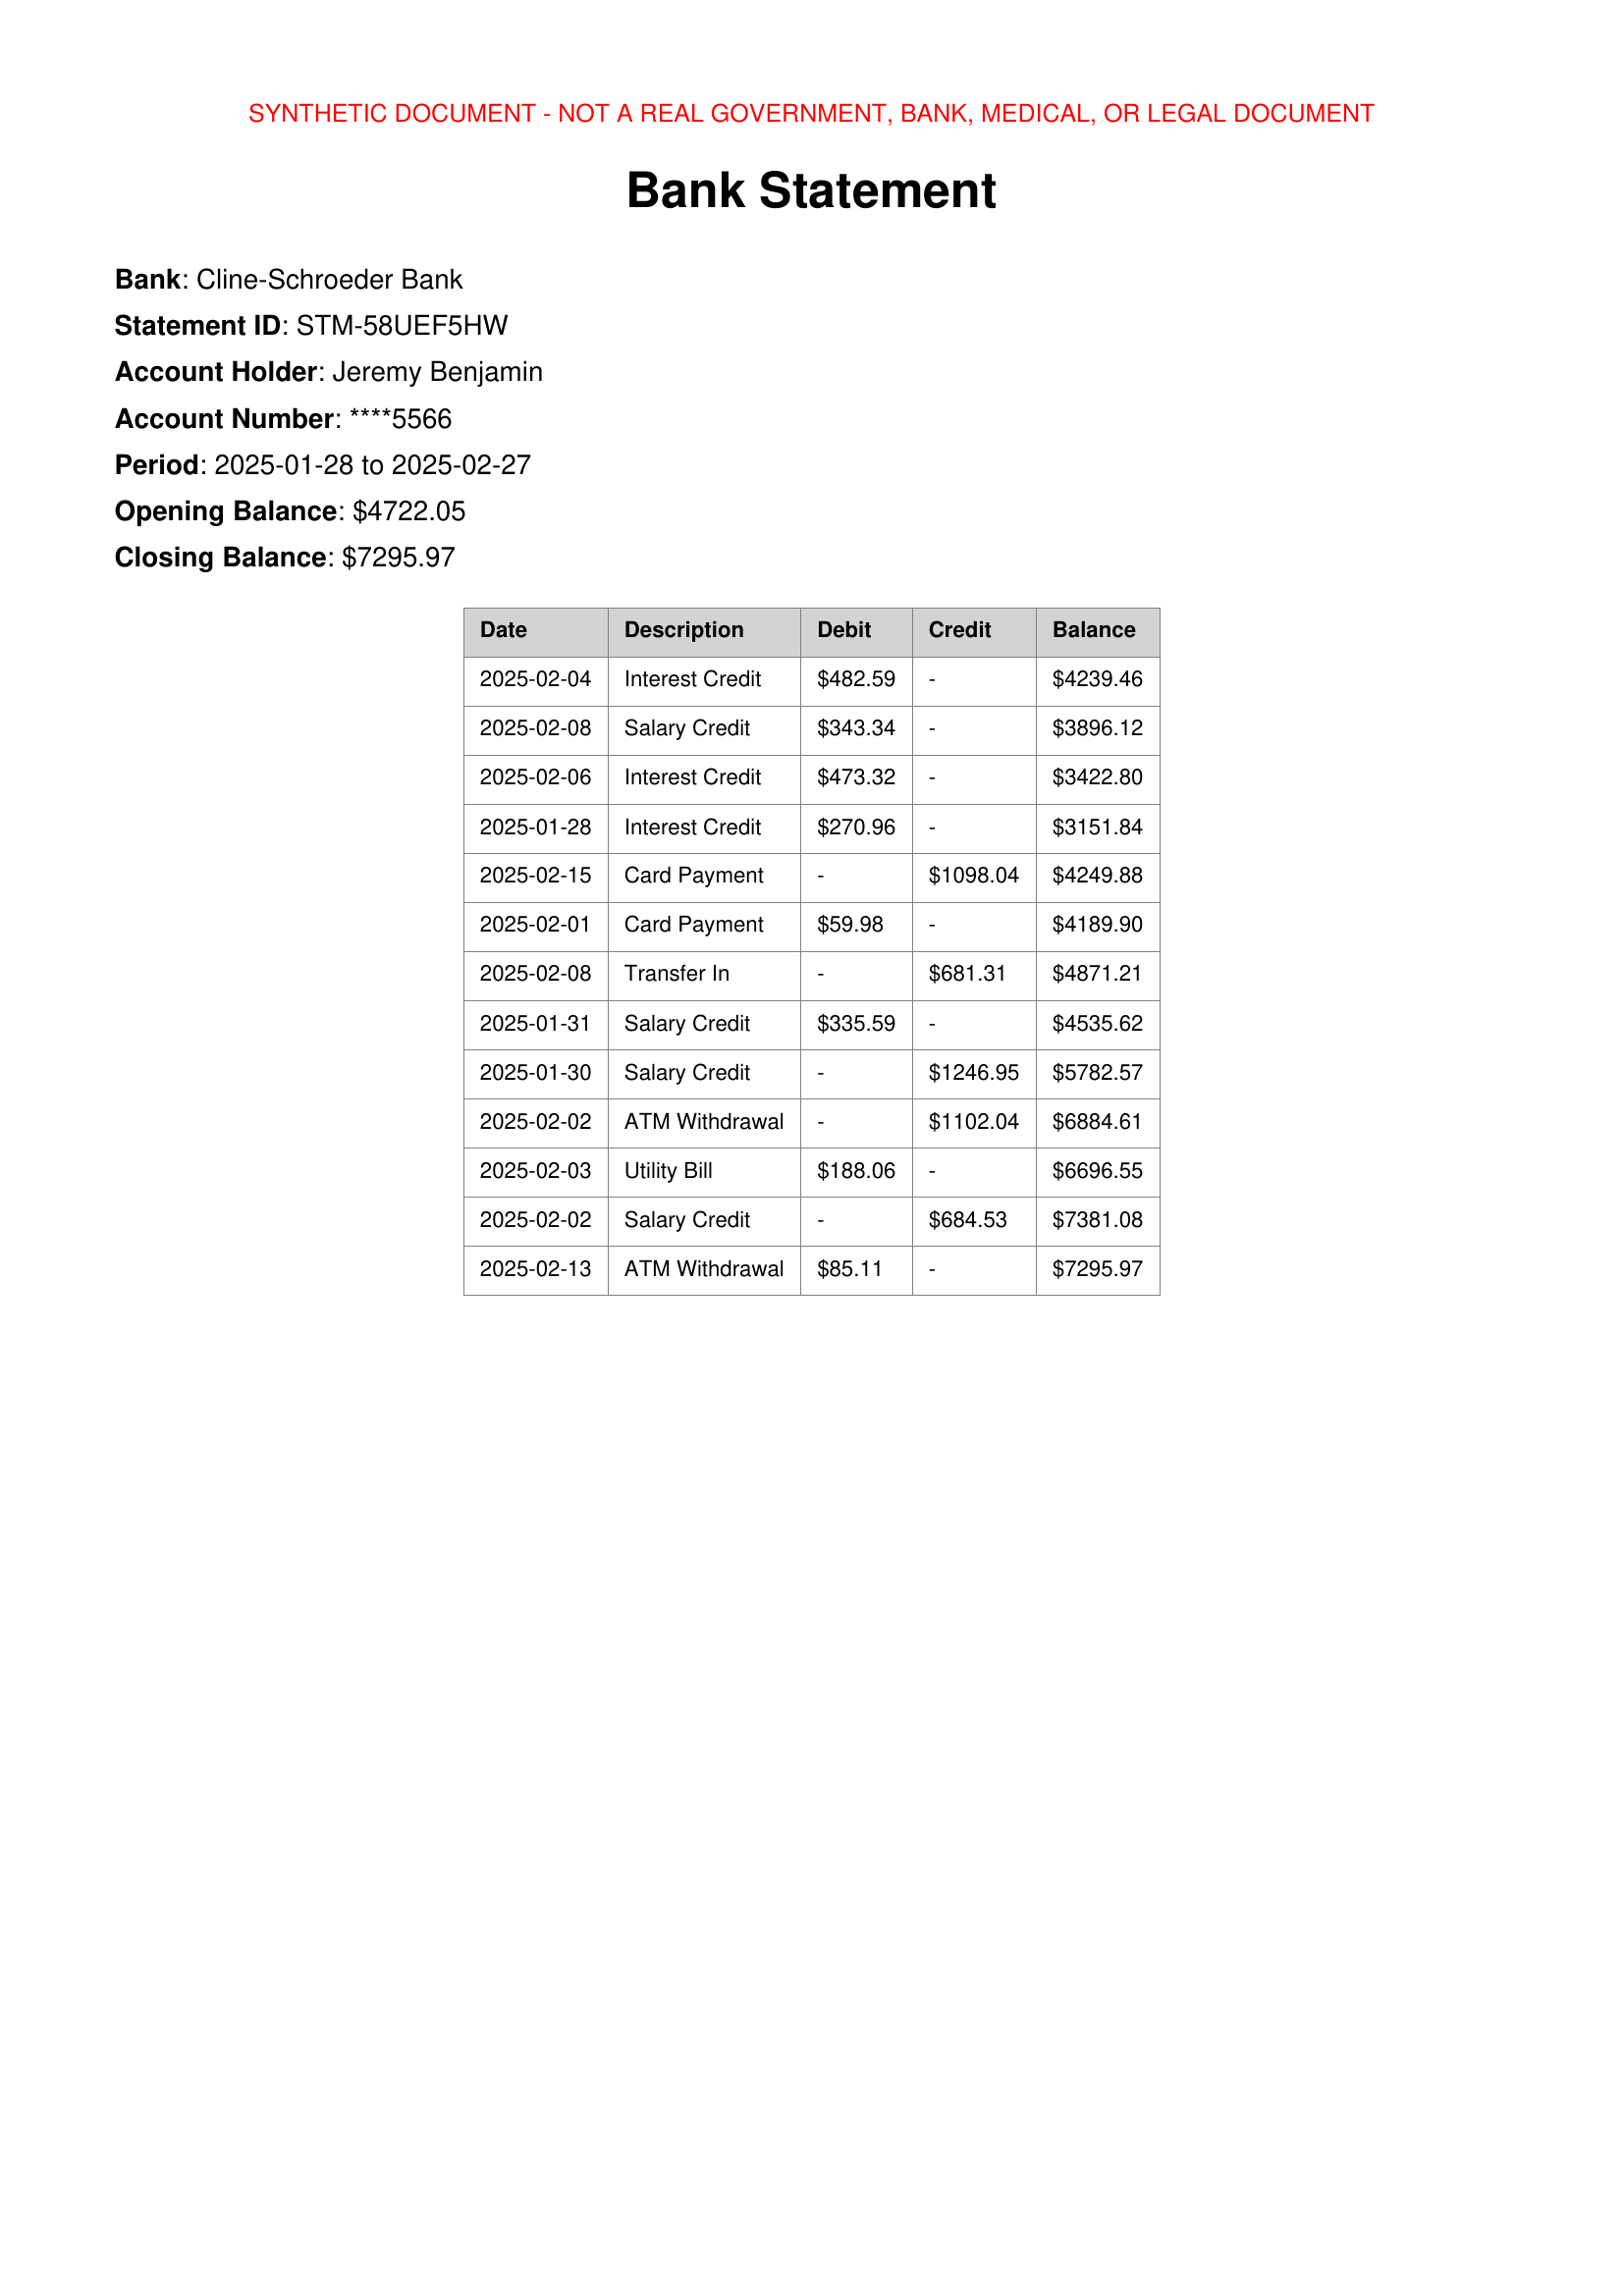 SYNTHETIC DOCUMENT - NOT A REAL GOVERNMENT, BANK, MEDICAL, OR LEGAL DOCUMENT
Bank Statement
Bank: Cline-Schroeder Bank
Statement ID: STM-58UEF5HW
Account Holder: Jeremy Benjamin
Account Number: ****5566
Period: 2025-01-28 to 2025-02-27
Opening Balance: $4722.05
Closing Balance: $7295.97
Date Description Debit Credit Balance
2025-02-04 Interest Credit $482.59 - $4239.46
2025-02-08 Salary Credit $343.34 - $3896.12
2025-02-06 Interest Credit $473.32 - $3422.80
2025-01-28 Interest Credit $270.96 - $3151.84
2025-02-15 Card Payment - $1098.04 $4249.88
2025-02-01 Card Payment $59.98 - $4189.90
2025-02-08 Transfer In - $681.31 $4871.21
2025-01-31 Salary Credit $335.59 - $4535.62
2025-01-30 Salary Credit - $1246.95 $5782.57
2025-02-02 ATM Withdrawal - $1102.04 $6884.61
2025-02-03 Utility Bill $188.06 - $6696.55
2025-02-02 Salary Credit - $684.53 $7381.08
2025-02-13 ATM Withdrawal $85.11 - $7295.97